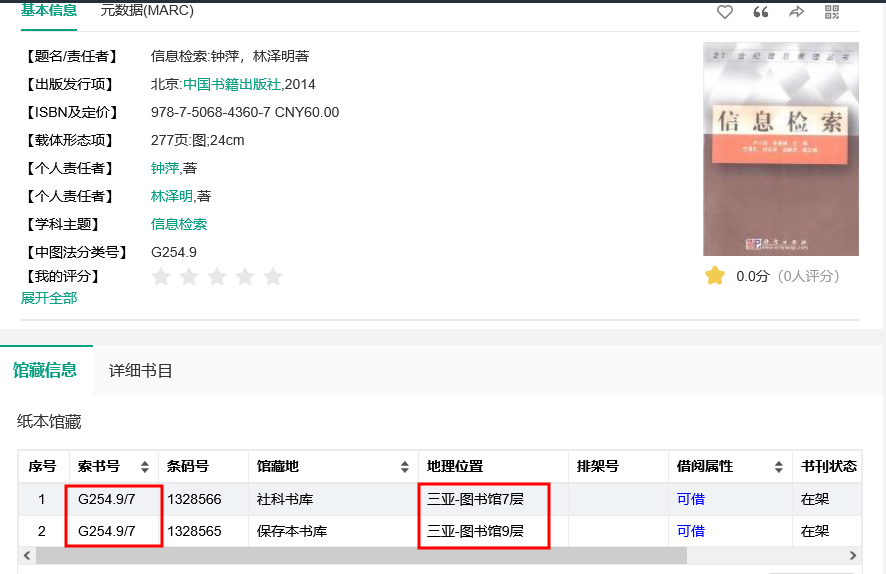 基本信息 元数据(MARC)
【题名/责任者】 信息检索:钟萍，林泽明著
【出版发行项】 北京:中国书籍出版社,2014
【ISBN及定价】 978-7-5068-4360-7 CNY60.00
【载体形态项】 277页:图;24cm
【个人责任者】 钟萍,著
【个人责任者】 林泽明,著
【学科主题】 信息检索
【中图法分类号】 G254.9
【我的评分】
展开全部
信息检索
0.0分（0人评分）
馆藏信息 详细书目
纸本馆藏
序号 索书号 条码号 馆藏地 地理位置 排架号 借阅属性 书刊状态
1 G254.9/7 1328566 社科书库 三亚-图书馆7层 可借 在架
2 G254.9/7 1328565 保存本书库 三亚-图书馆9层 可借 在架